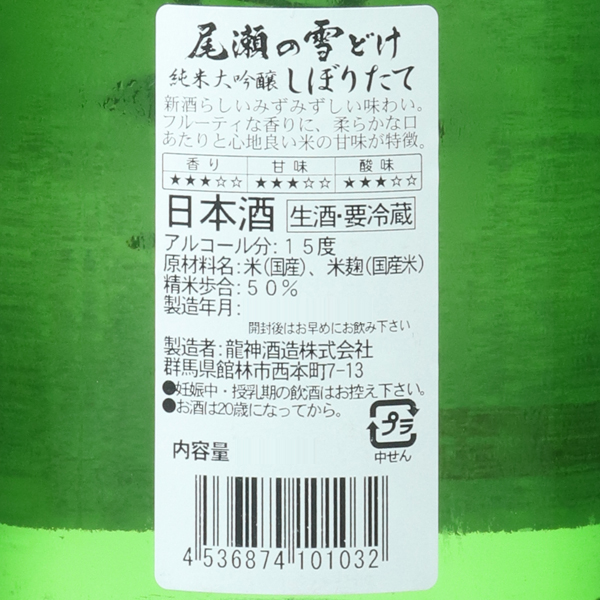 尾瀬の雪どけ
純米大吟醸 しぼりたて
新酒らしいみずみずしい味わい。
フルーティな香りに、柔らかな口
あたりと心地良い米の甘味が特徴。
香り 甘味 酸味
★★★☆☆ ★★★☆☆ ★★★☆☆
日本酒 生酒・要冷蔵
アルコール分:15度
原材料名:米(国産)、米麹(国産米)
精米歩合:50%
製造年月:
開封後はお早めにお飲み下さい
製造者:龍神酒造株式会社
群馬県館林市西本町7-13
●妊娠中・授乳期の飲酒はお控え下さい。
●お酒は20歳になってから。
プラ
中せん
内容量
4 536874 101032